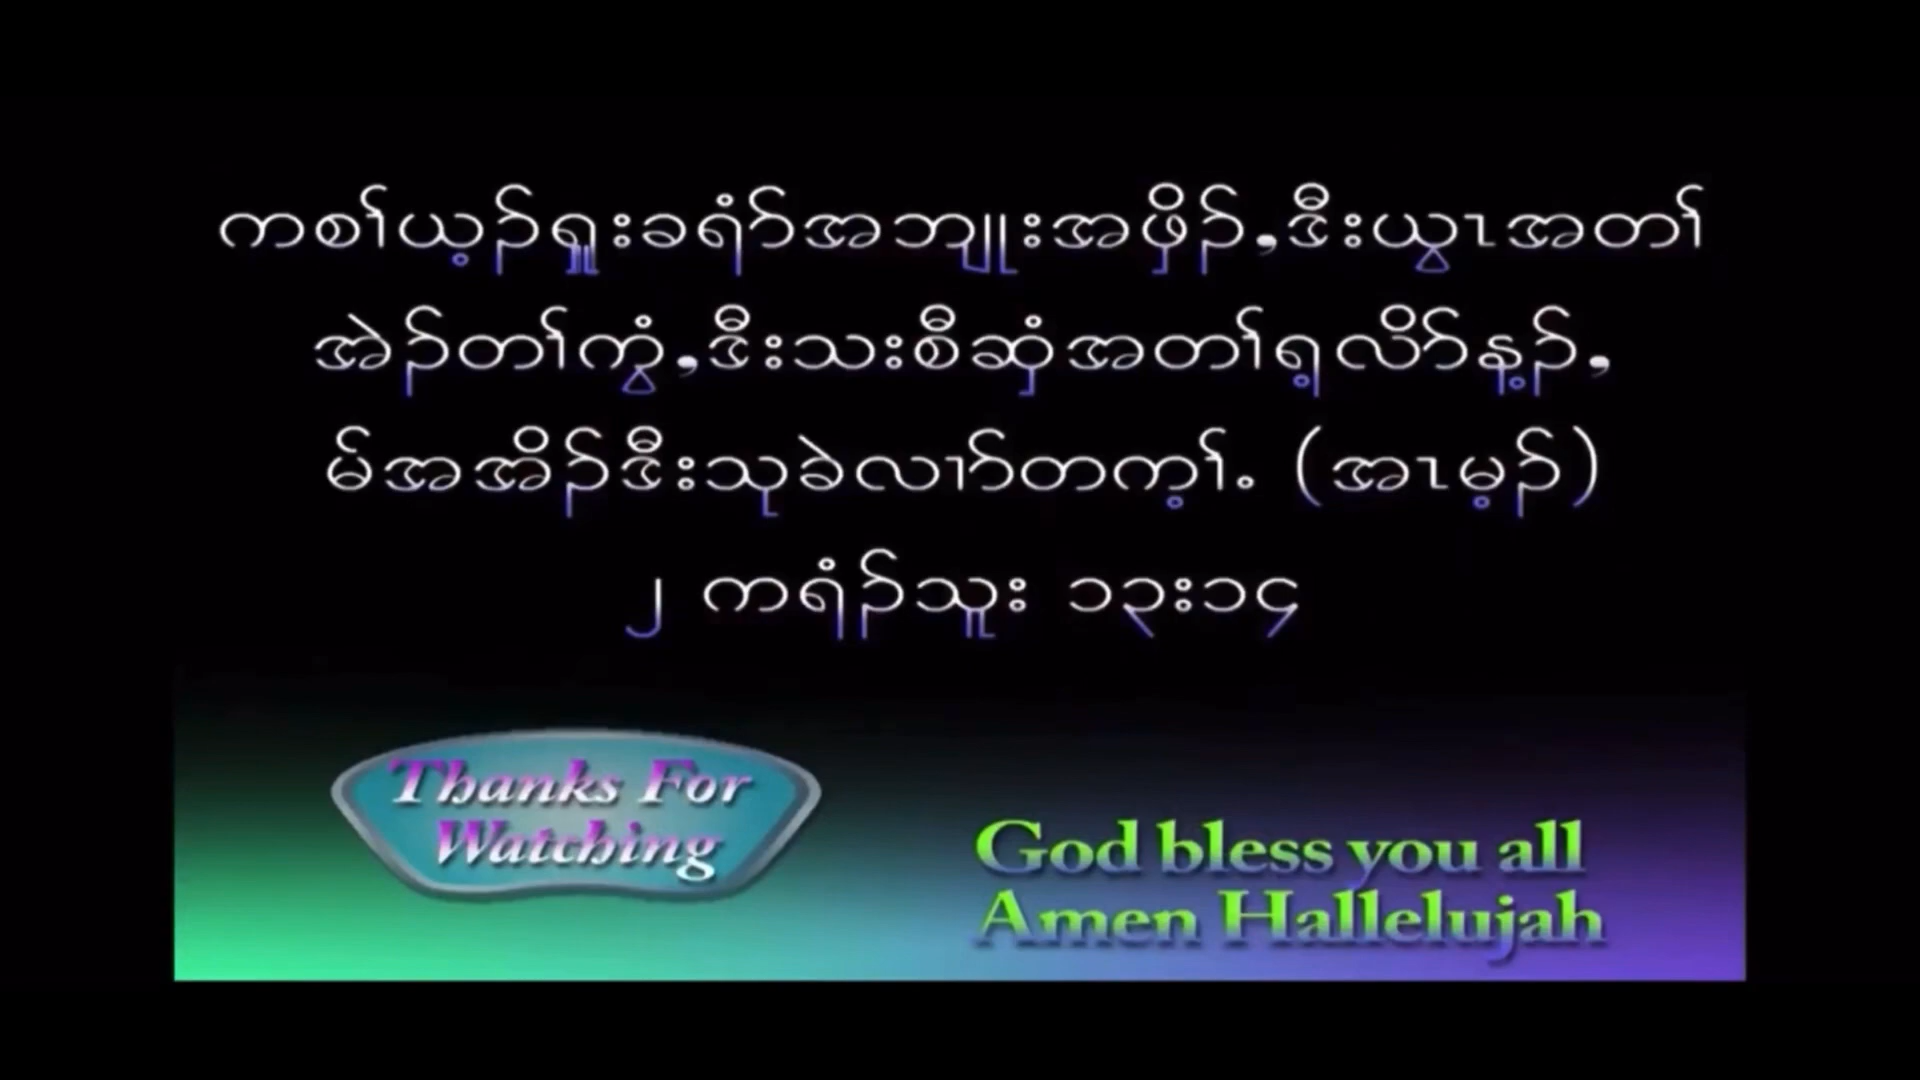 ကစၢ်ယ့ၣ်ရှူးခရံာ်အဘျုးအဖှိၣ်,ဒီးယွၤအတၢ်
အဲၣ်တၢ်ကွံ,ဒီးသးစီဆှံအတၢ်ရ့လိာ်န့ၣ်,
မ်အအိၣ်ဒီးသုခဲလၢာ်တက့ၢ်. (အၤမ့ၣ်)
၂ ကရံၣ်သူး ၁၃း၁၄
Thanks For
Watching
God bless you all
Amen Hallelujah